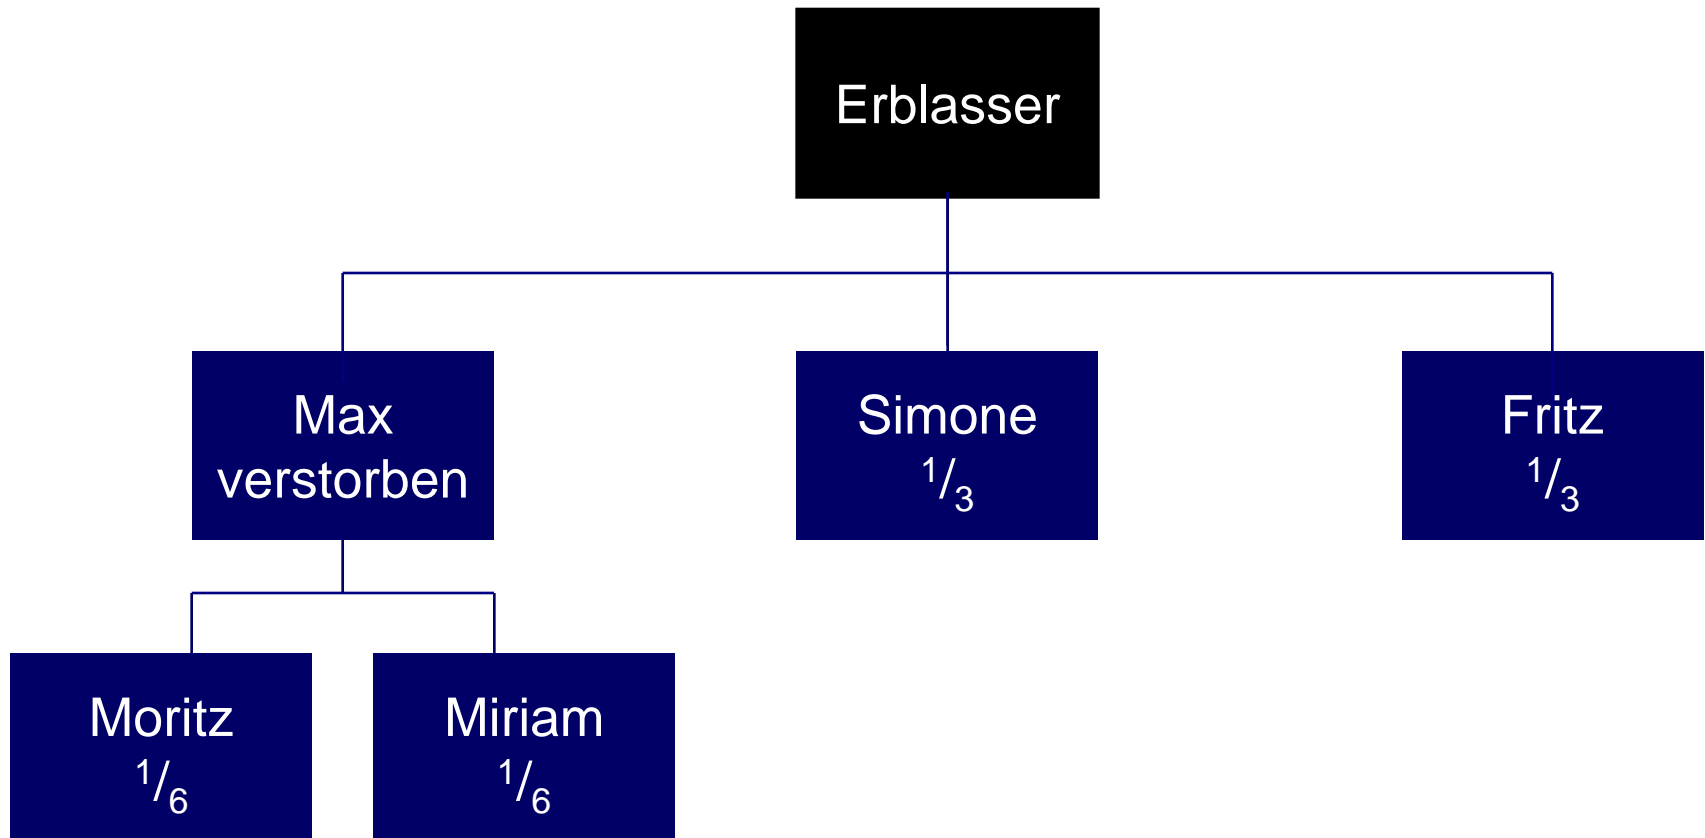 Erblasser
Max
verstorben
Simone
1/3
Fritz
1/3
Moritz
1/6
Miriam
1/6